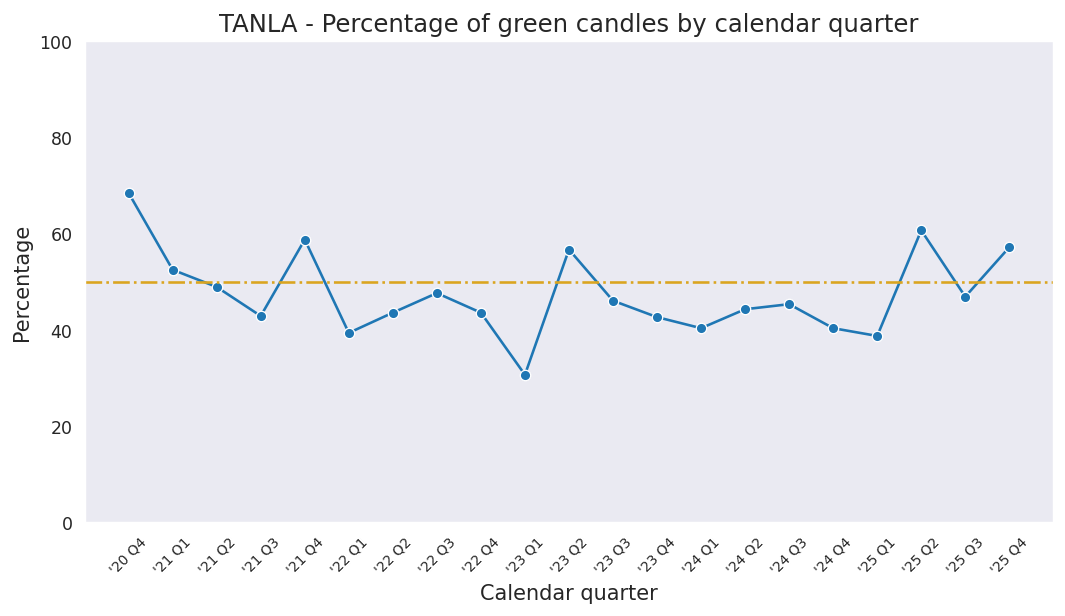 TANLA - Percentage of green candles by calendar quarter
Percentage
100
80
60
40
20
0
'20 Q4
'21 Q1
'21 Q2
'21 Q3
'21 Q4
'22 Q1
'22 Q2
'22 Q3
'22 Q4
'23 Q1
'23 Q2
'23 Q3
'23 Q4
'24 Q1
'24 Q2
'24 Q3
'24 Q4
'25 Q1
'25 Q2
'25 Q3
'25 Q4
Calendar quarter